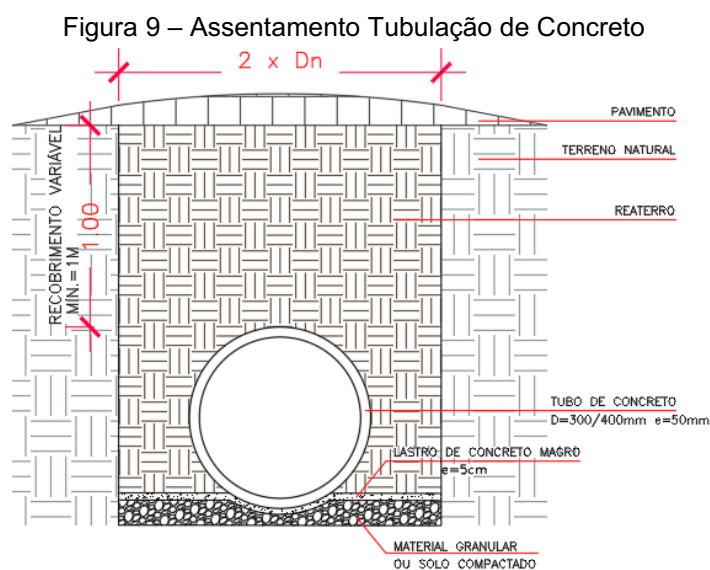 Figura 9 – Assentamento Tubulação de Concreto
2 x Dn
PAVIMENTO
TERRENO NATURAL
REATERRO
RECOBRIMENTO VARIÁVEL
MIN.=1M
1.00
TUBO DE CONCRETO
D=300/400mm e=50mm
LASTRO DE CONCRETO MAGRO
e=5cm
MATERIAL GRANULAR
OU SOLO COMPACTADO